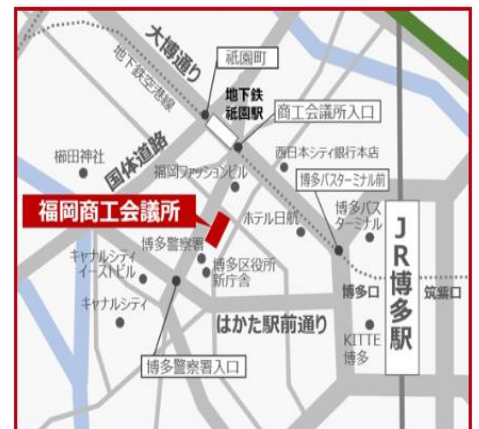 大博通り
地下鉄空港線
祇園町
地下鉄
祇園駅
商工会議所入口
国体道路
櫛田神社
福岡ファッションビル
西日本シティ銀行本店
博多バスターミナル前
福岡商工会議所
ホテル日航
博多バス
ターミナル
JR博多駅
博多警察署
博多区役所
新庁舎
キャナルシティ
イーストビル
キャナルシティ
博多口
筑紫口
はかた駅前通り
KITTE
博多
博多警察署入口